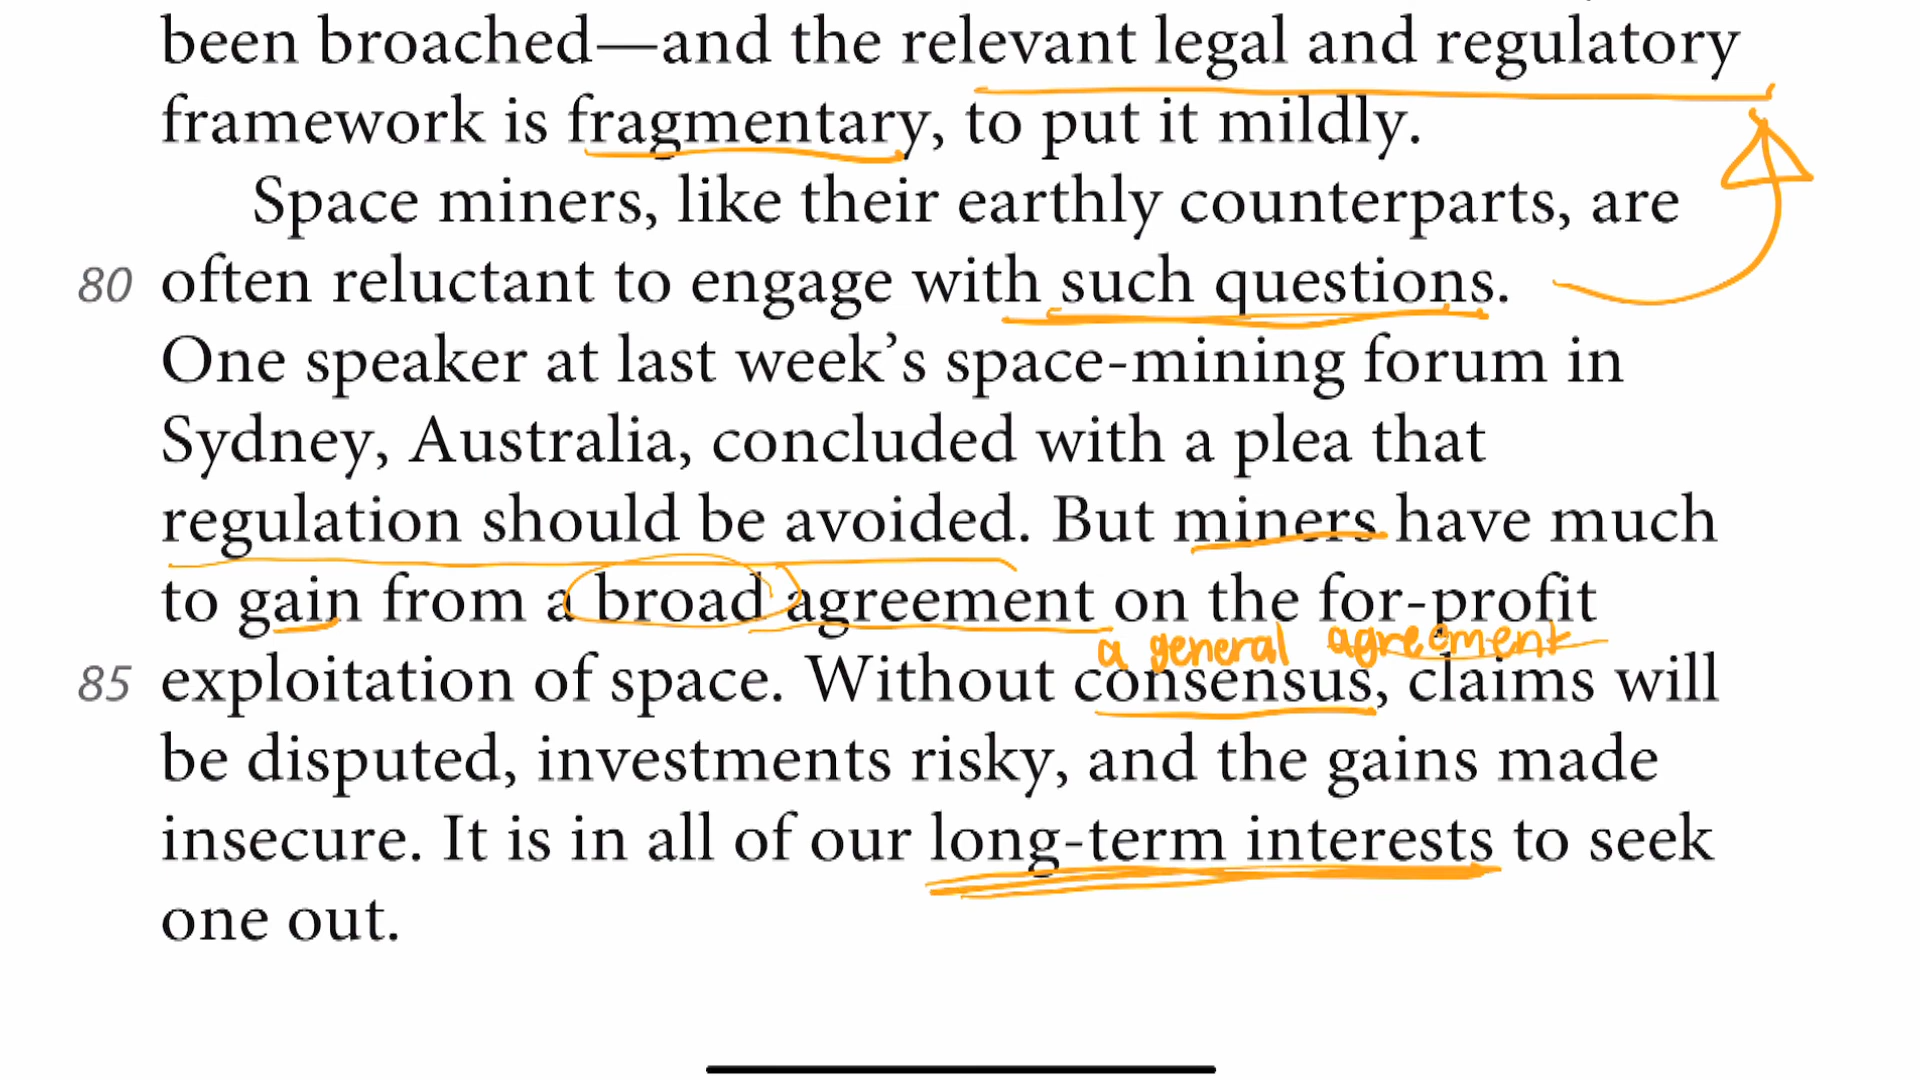 been broached—and the relevant legal and regulatory
framework is fragmentary, to put it mildly.
Space miners, like their earthly counterparts, are
80 often reluctant to engage with such questions.
One speaker at last week’s space-mining forum in
Sydney, Australia, concluded with a plea that
regulation should be avoided. But miners have much
to gain from a broad agreement on the for-profit
a general agreement
85 exploitation of space. Without consensus, claims will
be disputed, investments risky, and the gains made
insecure. It is in all of our long-term interests to seek
one out.